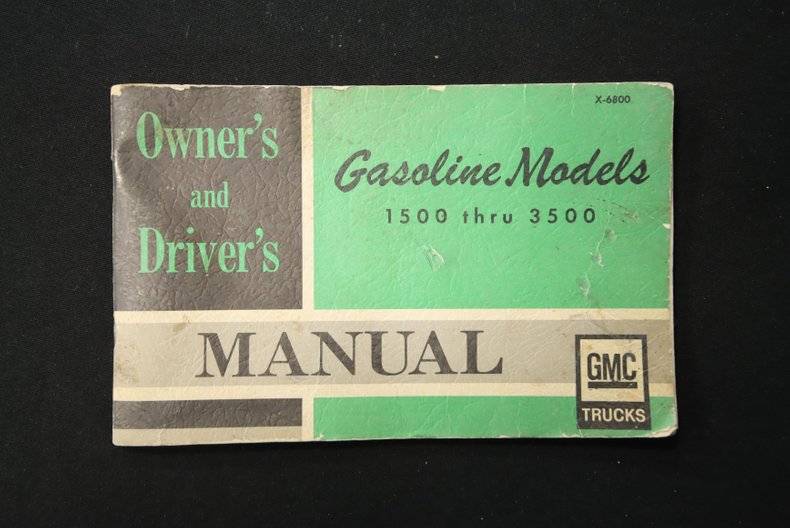 Owner's
and
Driver's
X-6800
Gasoline Models
1500 thru 3500
MANUAL
GMC
TRUCKS